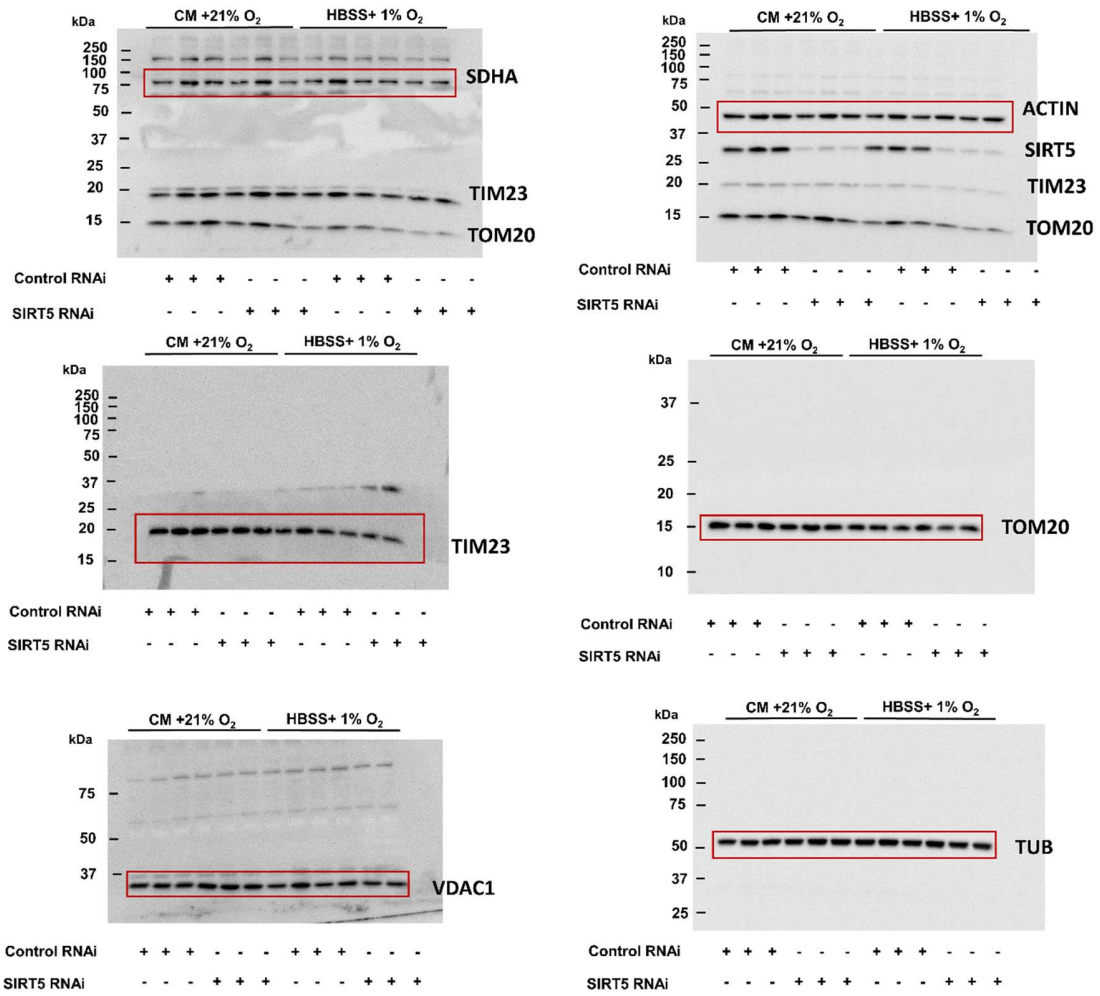 kDa
CM +21% O₂ HBSS+ 1% O₂
250
150
100
75
50
37
25
20
15
SDHA
TIM23
TOM20
Control RNAi + + + - - - + + + - - -
SIRT5 RNAi - - - + + + - - - + + +
kDa
CM +21% O₂ HBSS+ 1% O₂
250
150
100
75
50
37
25
20
15
ACTIN
SIRT5
TIM23
TOM20
Control RNAi + + + - - - + + + - - -
SIRT5 RNAi - - - + + + - - - + + +
kDa
CM +21% O₂ HBSS+ 1% O₂
250
150
100
75
50
37
25
20
15
TIM23
Control RNAi + + + - - - + + + - - -
SIRT5 RNAi - - - + + + - - - + + +
kDa
CM +21% O₂ HBSS+ 1% O₂
37
25
20
15
10
TOM20
Control RNAi + + + - - - + + + - - -
SIRT5 RNAi - - - + + + - - - + + +
kDa
CM +21% O₂ HBSS+ 1% O₂
75
50
37
VDAC1
Control RNAi + + + - - - + + + - - -
SIRT5 RNAi - - - + + + - - - + + +
kDa
CM +21% O₂ HBSS+ 1% O₂
250
150
100
75
50
37
25
TUB
Control RNAi + + + - - - + + + - - -
SIRT5 RNAi - - - + + + - - - + + +